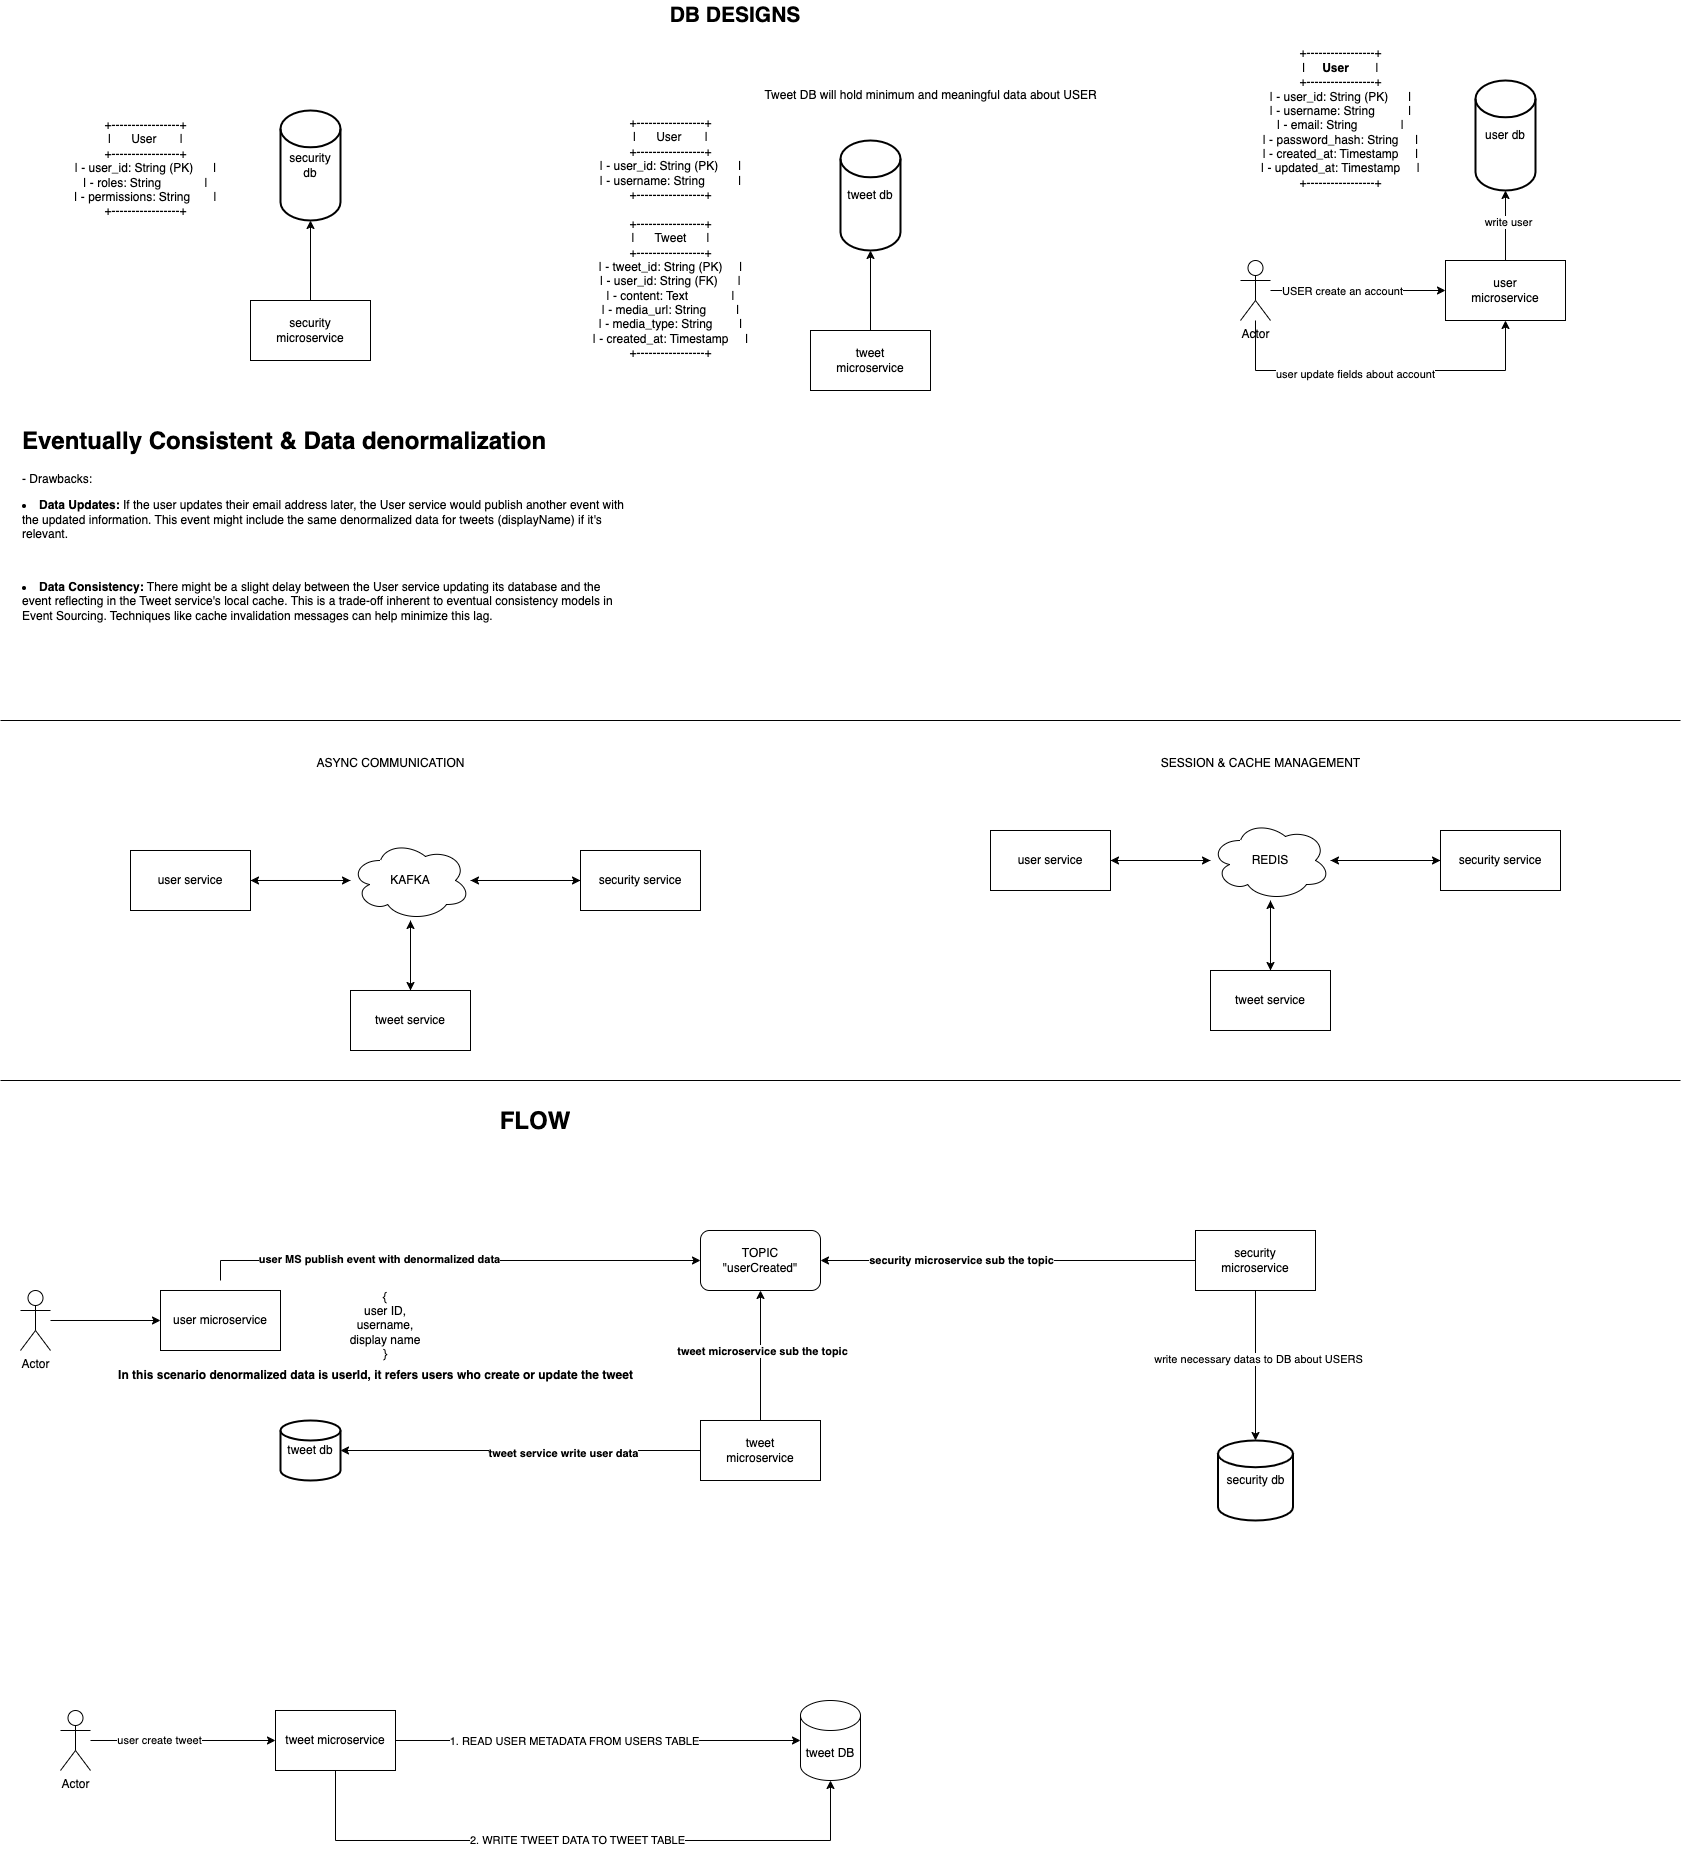 DB DESIGNS
+-----------------+
| User |
+-----------------+
| - user_id: String (PK) |
| - roles: String |
| - permissions: String |
+-----------------+
security
db
security
microservice
Tweet DB will hold minimum and meaningful data about USER
+-----------------+
| User |
+-----------------+
| - user_id: String (PK) |
| - username: String |
+-----------------+
+-----------------+
| Tweet |
+-----------------+
| - tweet_id: String (PK) |
| - user_id: String (FK) |
| - content: Text |
| - media_url: String |
| - media_type: String |
| - created_at: Timestamp |
+-----------------+
tweet db
tweet
microservice
+-----------------+
| User |
+-----------------+
| - user_id: String (PK) |
| - username: String |
| - email: String |
| - password_hash: String |
| - created_at: Timestamp |
| - updated_at: Timestamp |
+-----------------+
user db
write user
user
microservice
USER create an account
Actor
user update fields about account
Eventually Consistent & Data denormalization
- Drawbacks:
• Data Updates: If the user updates their email address later, the User service would publish another event with
the updated information. This event might include the same denormalized data for tweets (displayName) if it's
relevant.
• Data Consistency: There might be a slight delay between the User service updating its database and the
event reflecting in the Tweet service's local cache. This is a trade-off inherent to eventual consistency models in
Event Sourcing. Techniques like cache invalidation messages can help minimize this lag.
ASYNC COMMUNICATION
user service
KAFKA
security service
tweet service
SESSION & CACHE MANAGEMENT
user service
REDIS
security service
tweet service
FLOW
user MS publish event with denormalized data
TOPIC
"userCreated"
security microservice sub the topic
security
microservice
Actor
user microservice
{
user ID,
username,
display name
}
tweet microservice sub the topic
write necessary datas to DB about USERS
In this scenario denormalized data is userId, it refers users who create or update the tweet
tweet db
tweet service write user data
tweet
microservice
security db
Actor
user create tweet
tweet microservice
1. READ USER METADATA FROM USERS TABLE
tweet DB
2. WRITE TWEET DATA TO TWEET TABLE